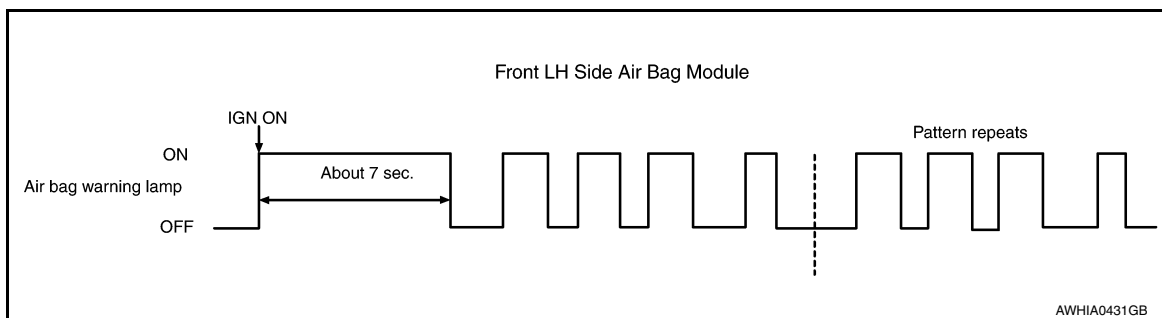 Front LH Side Air Bag Module
IGN ON
Pattern repeats
ON
About 7 sec.
Air bag warning lamp
OFF
AWHIA0431GB